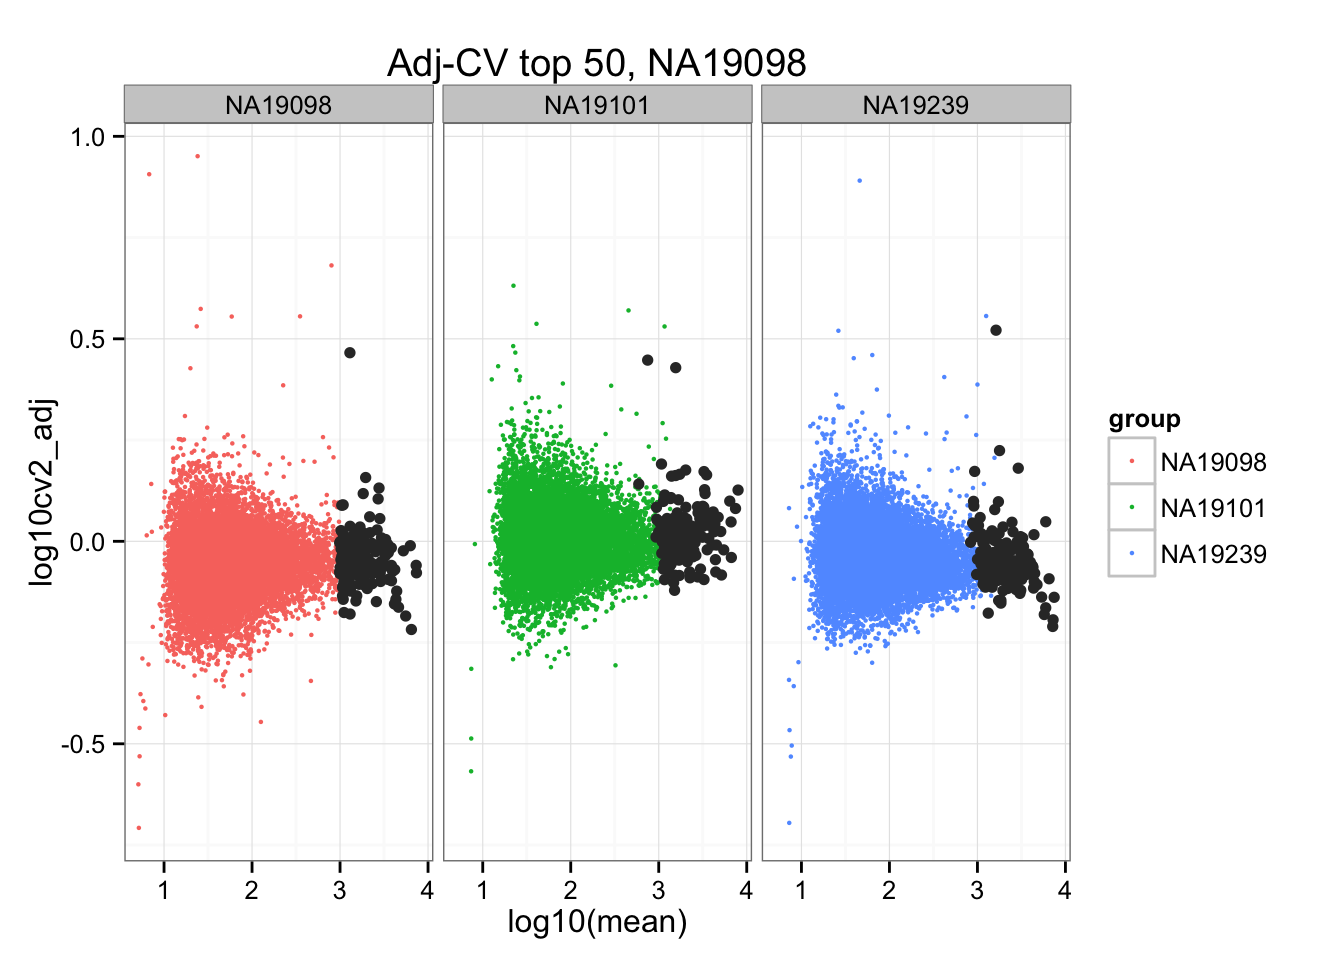 Adj-CV top 50, NA19098
NA19098 NA19101 NA19239
1.0
0.5
0.0
-0.5
log10cv2_adj
1 2 3 4 1 2 3 4 1 2 3 4
log10(mean)
group
NA19098
NA19101
NA19239